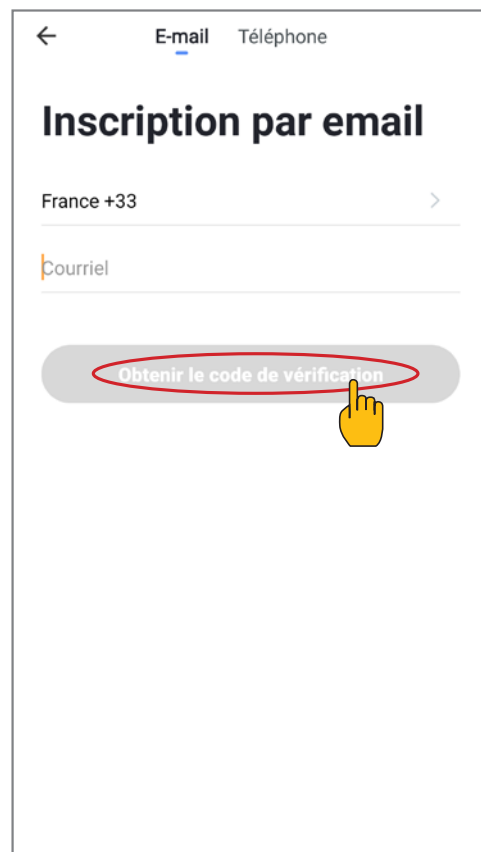 E-mail Téléphone
Inscription par email
France +33
Courriel
Obtenir le code de vérification